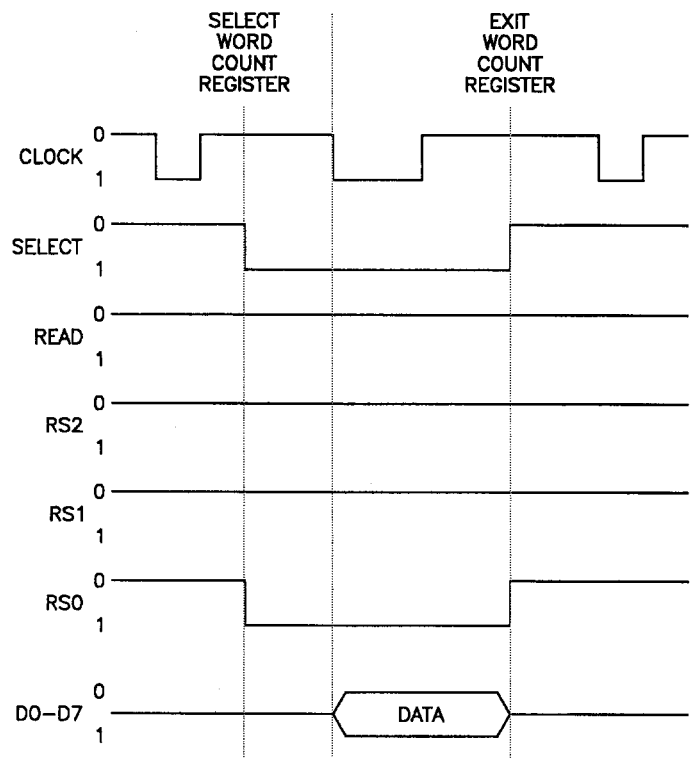 SELECT
WORD
COUNT
REGISTER
EXIT
WORD
COUNT
REGISTER
0
CLOCK
1
0
SELECT
1
0
READ
1
0
RS2
1
0
RS1
1
0
RS0
1
0
D0-D7
DATA
1